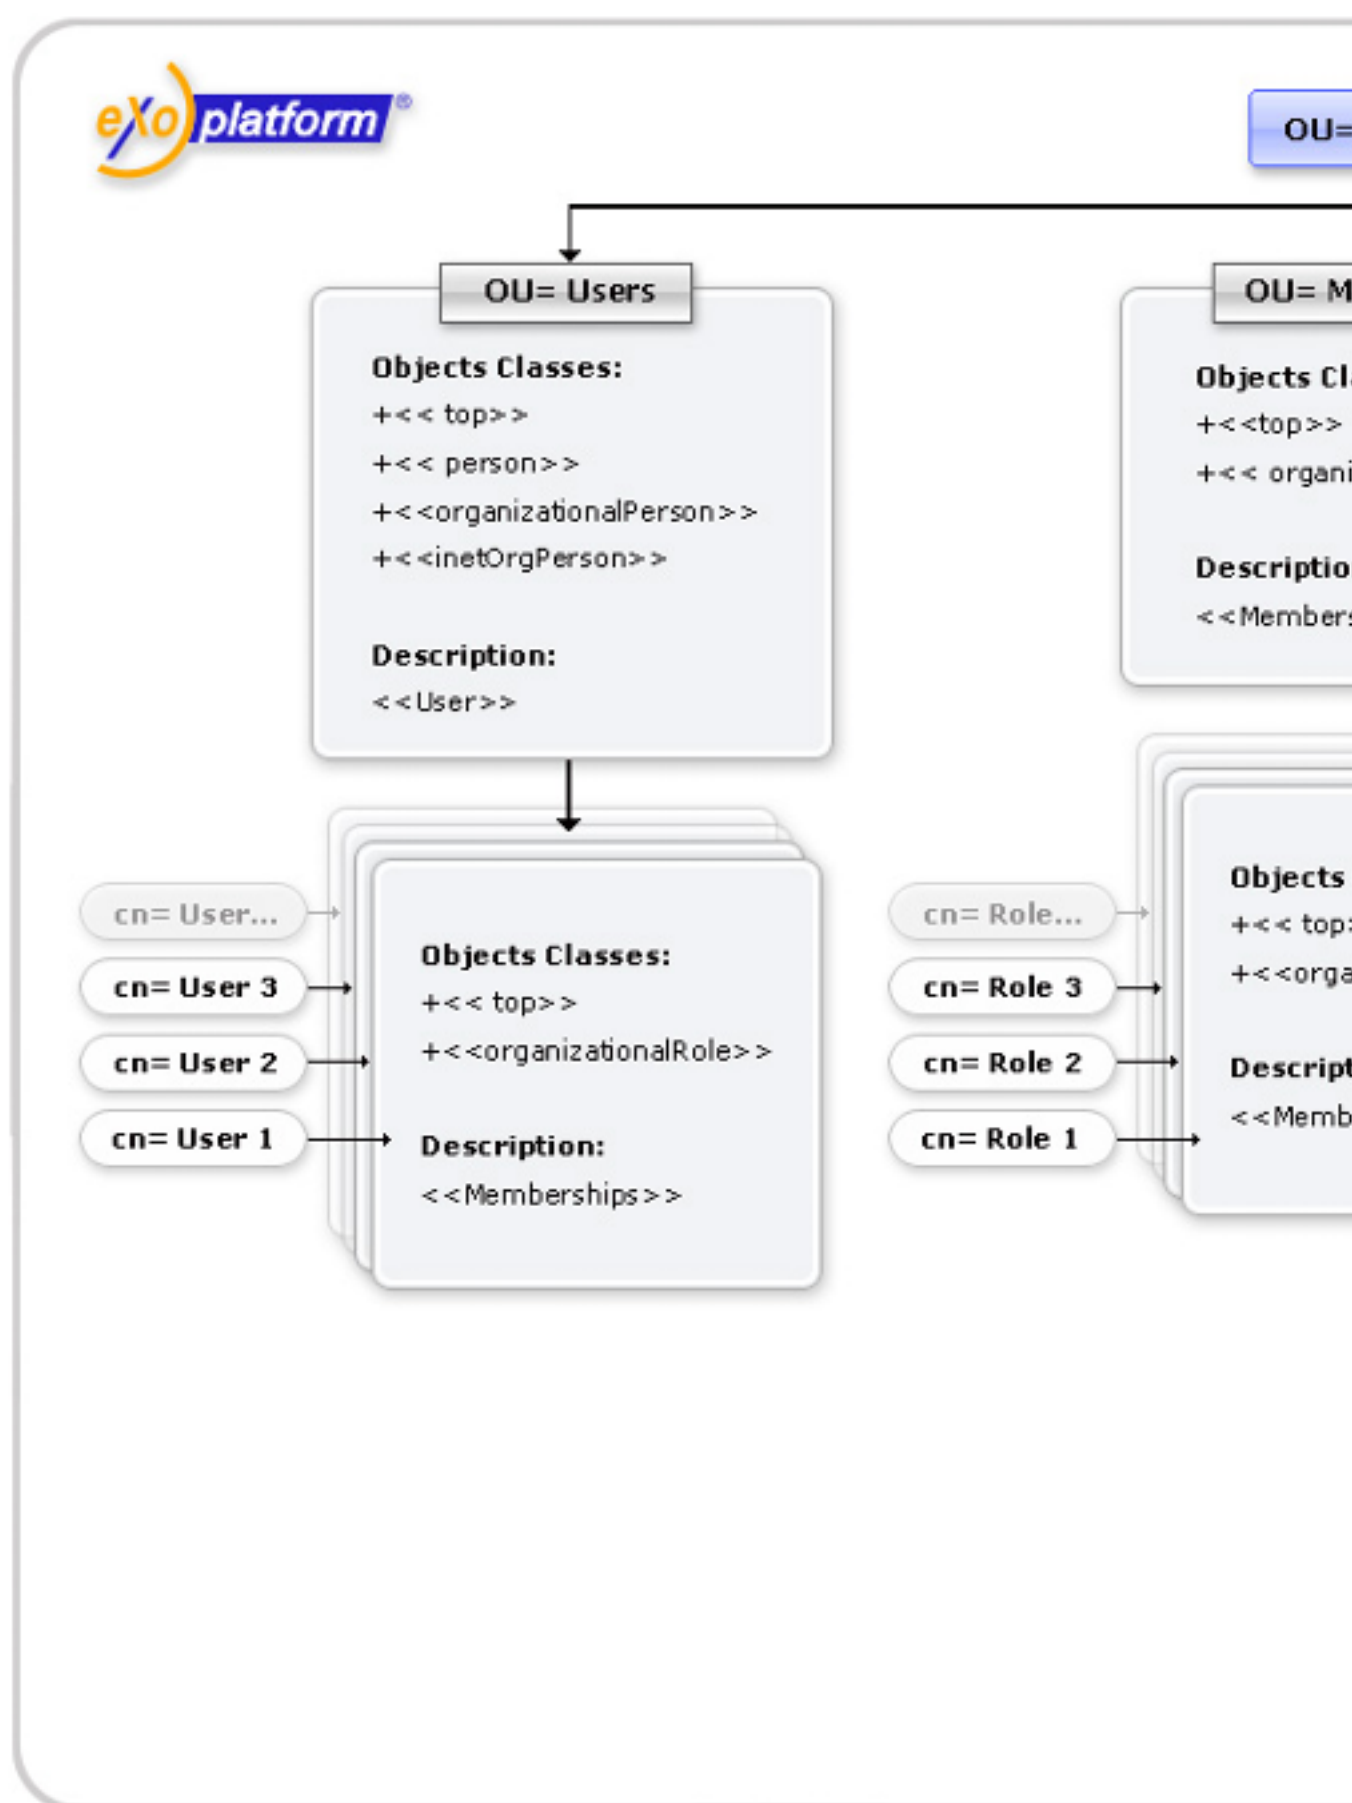 eXo platform®
OU=
OU= Users
Objects Classes:
+<< top>>
+<< person>>
+<<organizationalPerson>>
+<<inetOrgPerson>>
Description:
<<User>>
cn= User...
cn= User 3
cn= User 2
cn= User 1
Objects Classes:
+<< top>>
+<<organizationalRole>>
Description:
<<Memberships>>
OU= M
Objects Cl
+<<top>>
+<< organi
Descriptio
<<Members
cn= Role...
cn= Role 3
cn= Role 2
cn= Role 1
Objects
+<< top>
+<<orga
Descript
<<Memb